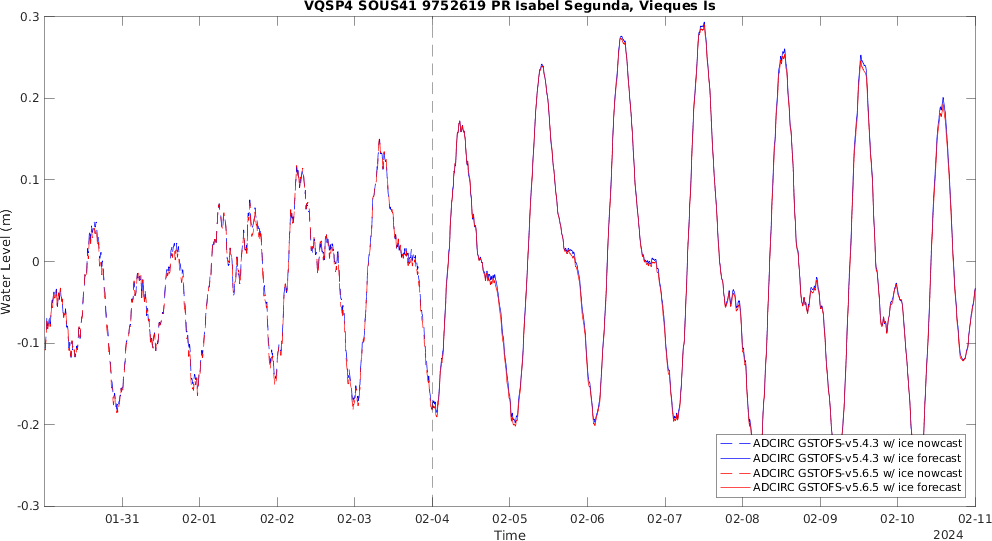 VQSP4 SOUS41 9752619 PR Isabel Segunda, Vieques Is
0.3
0.2
0.1
0
-0.1
-0.2
-0.3
Water Level (m)
ADCIRC GSTOFS-v5.4.3 w/ ice nowcast
ADCIRC GSTOFS-v5.4.3 w/ ice forecast
ADCIRC GSTOFS-v5.6.5 w/ ice nowcast
ADCIRC GSTOFS-v5.6.5 w/ ice forecast
01-31 02-01 02-02 02-03 02-04 02-05 02-06 02-07 02-08 02-09 02-10 02-11
Time
2024